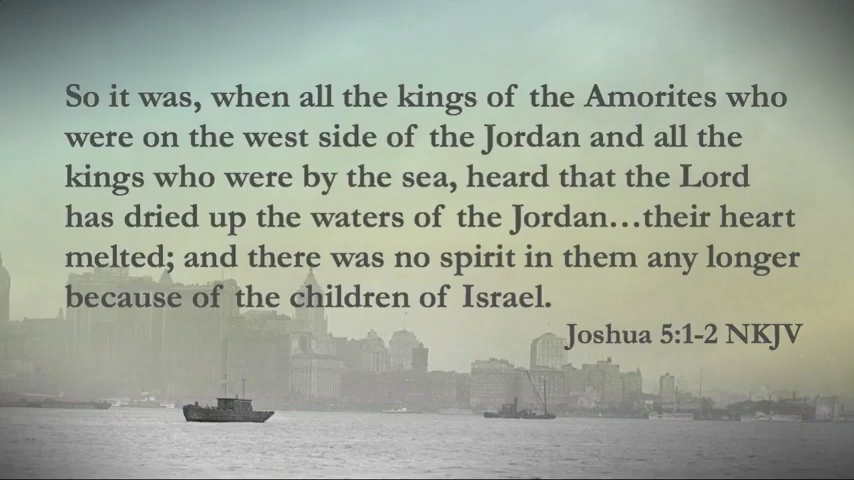 So it was, when all the kings of the Amorites who
were on the west side of the Jordan and all the
kings who were by the sea, heard that the Lord
has dried up the waters of the Jordan…their heart
melted; and there was no spirit in them any longer
because of the children of Israel.
Joshua 5:1-2 NKJV